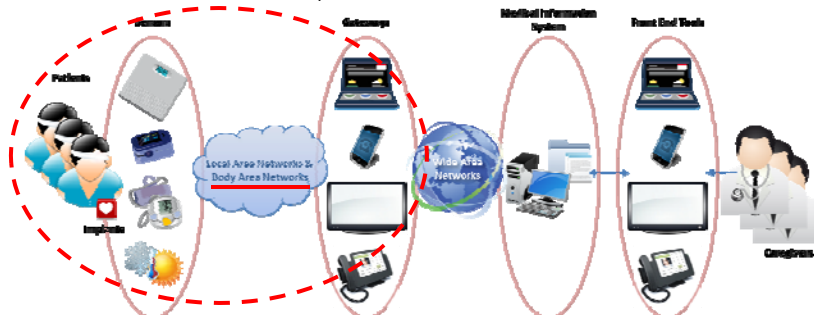 Medical Information
System
Sensors
Gateways
Front End Tools
Patients
Local Area Networks &
Body Area Networks
Wide Area
Networks
Implants
Caregivers